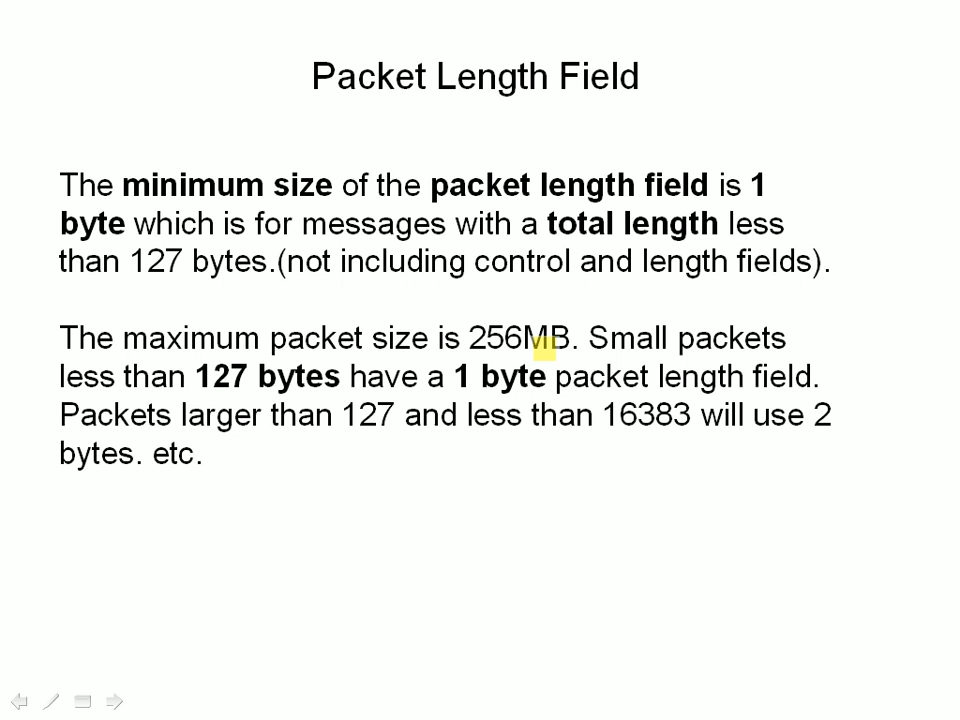 Packet Length Field
The minimum size of the packet length field is 1
byte which is for messages with a total length less
than 127 bytes.(not including control and length fields).
The maximum packet size is 256MB. Small packets
less than 127 bytes have a 1 byte packet length field.
Packets larger than 127 and less than 16383 will use 2
bytes. etc.